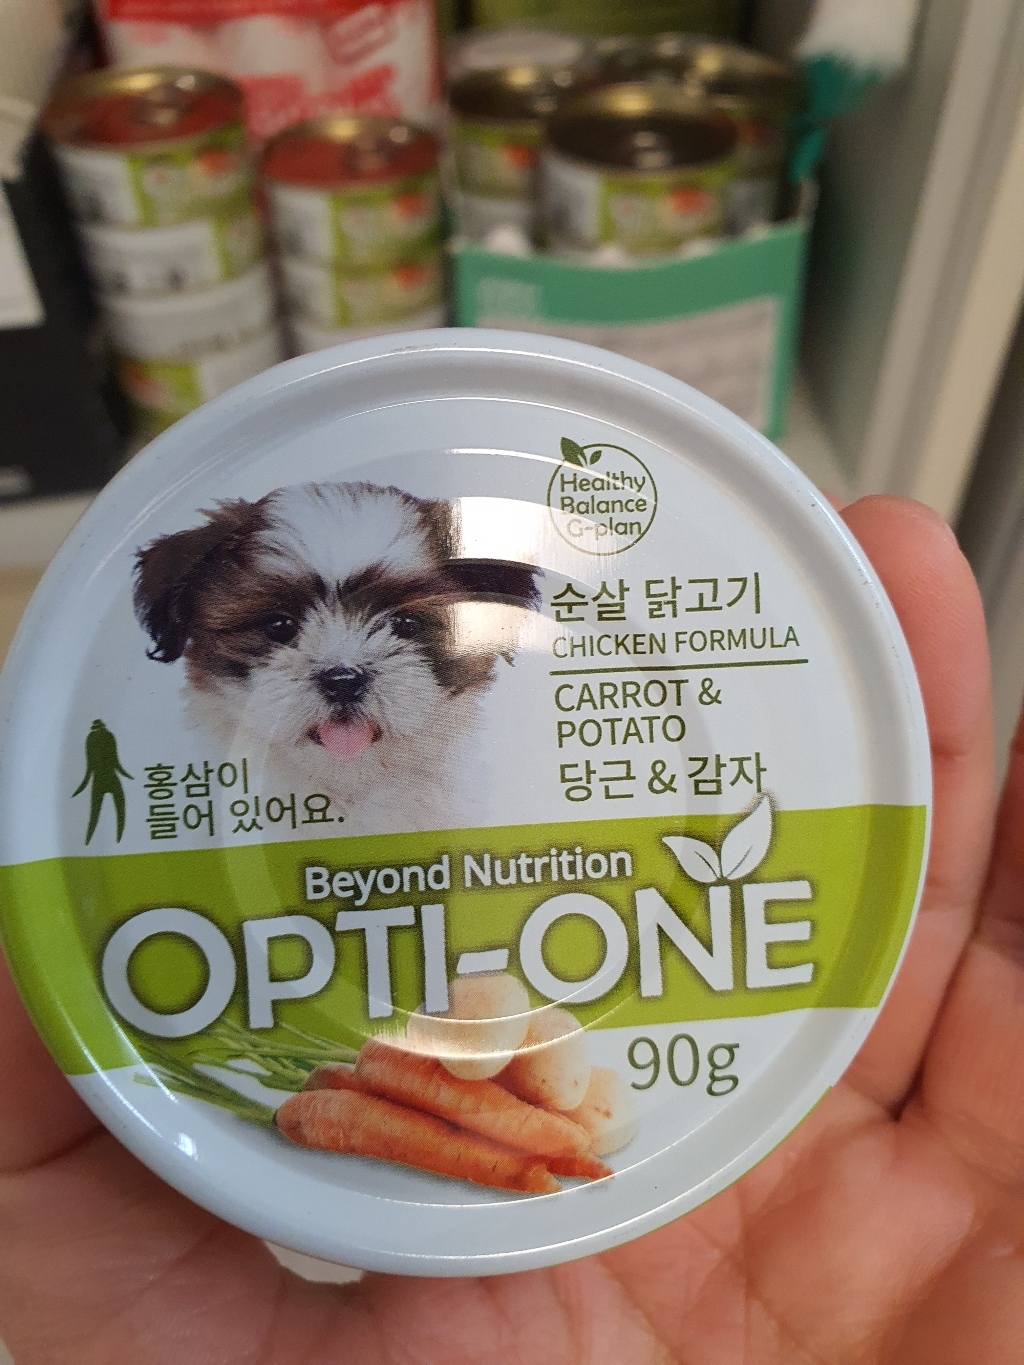 Healthy
Balance
G-plan
순살 닭고기
CHICKEN FORMULA
CARROT &
POTATO
당근 & 감자
홍삼이
들어 있어요.
Beyond Nutrition
OPTI-ONE
90g